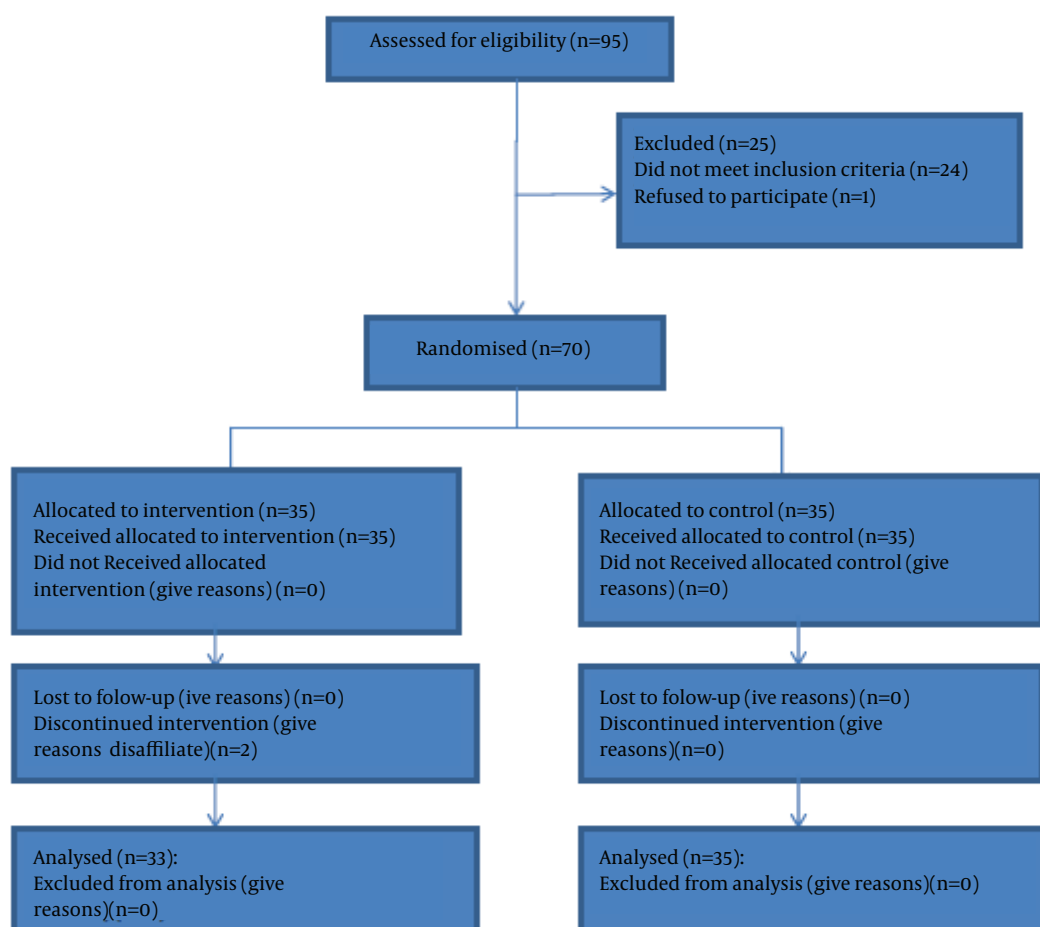 Assessed for eligibility (n=95)
Excluded (n=25)
Did not meet inclusion criteria (n=24)
Refused to participate (n=1)
Randomised (n=70)
Allocated to intervention (n=35)
Received allocated to intervention (n=35)
Did not Received allocated
intervention (give reasons) (n=0)
Allocated to control (n=35)
Received allocated to control (n=35)
Did not Received allocated control (give
reasons) (n=0)
Lost to folow-up (ive reasons) (n=0)
Discontinued intervention (give
reasons disaffiliate)(n=2)
Lost to folow-up (ive reasons) (n=0)
Discontinued intervention (give
reasons)(n=0)
Analysed (n=33):
Excluded from analysis (give
reasons)(n=0)
Analysed (n=35):
Excluded from analysis (give reasons)(n=0)